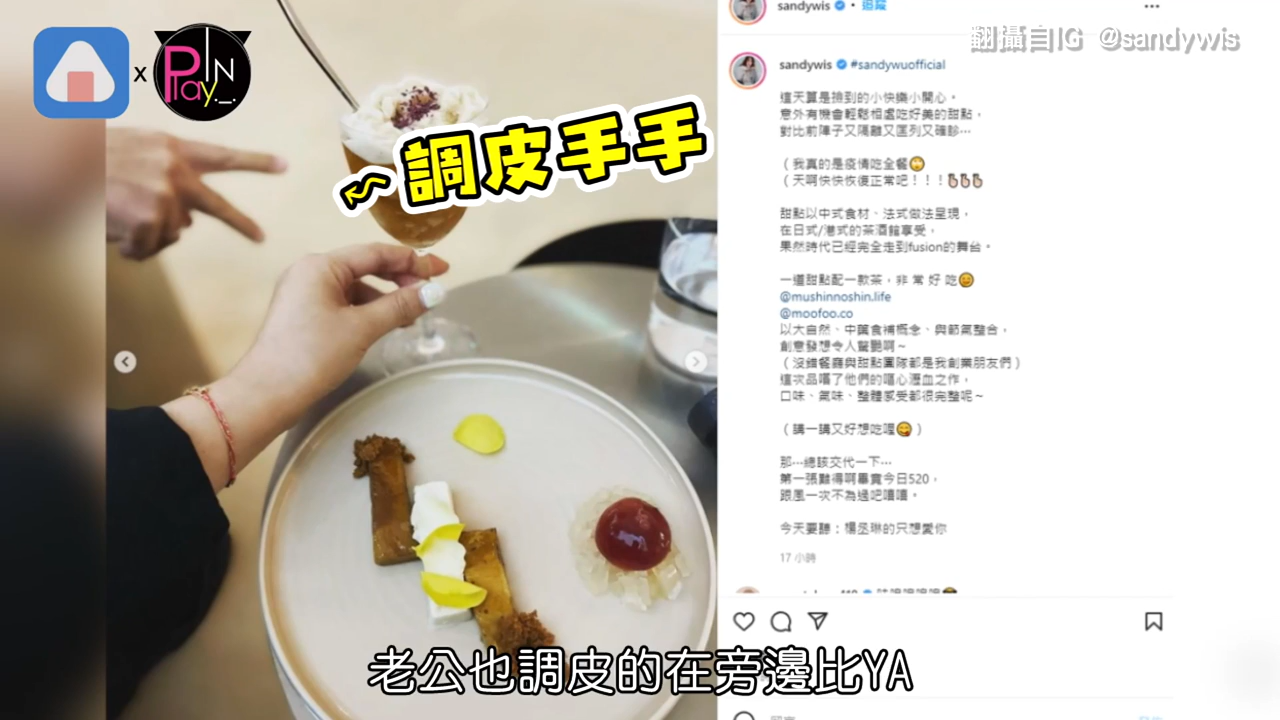 x
Play IN
sandywis • 追蹤
翻攝自IG @sandywis
sandywis #sandywuofficial
這天算是撿到的小快樂小開心。
意外有機會輕鬆相處吃好美的甜點，
對比前陣子又隔離又匡列又確診…
（我真的是疫情吃全餐
（天啊快快恢復正常吧！！！
甜點以中式食材、法式做法呈現，
在日式/港式的茶酒館享受，
果然時代已經完全走到fusion的舞台。
一道甜點配一款茶，非 常 好 吃
@mushinnoshin.life
@moofoo.co
以大自然、中藥食補概念、與節氣整合，
創意發想令人驚艷啊～
（沒錯餐廳與甜點團隊都是我創業朋友們）
這次品嚐了他們的嘔心瀝血之作，
口味、氣味、整體感受都很完整呢～
（講一講又好想吃喔）
那…總該交代一下…
第一張難得啊畢竟今日520，
跟風一次不為過吧嘻嘻。
今天要聽：楊丞琳的只想愛你
17 小時
調皮手手
老公也調皮的在旁邊比YA